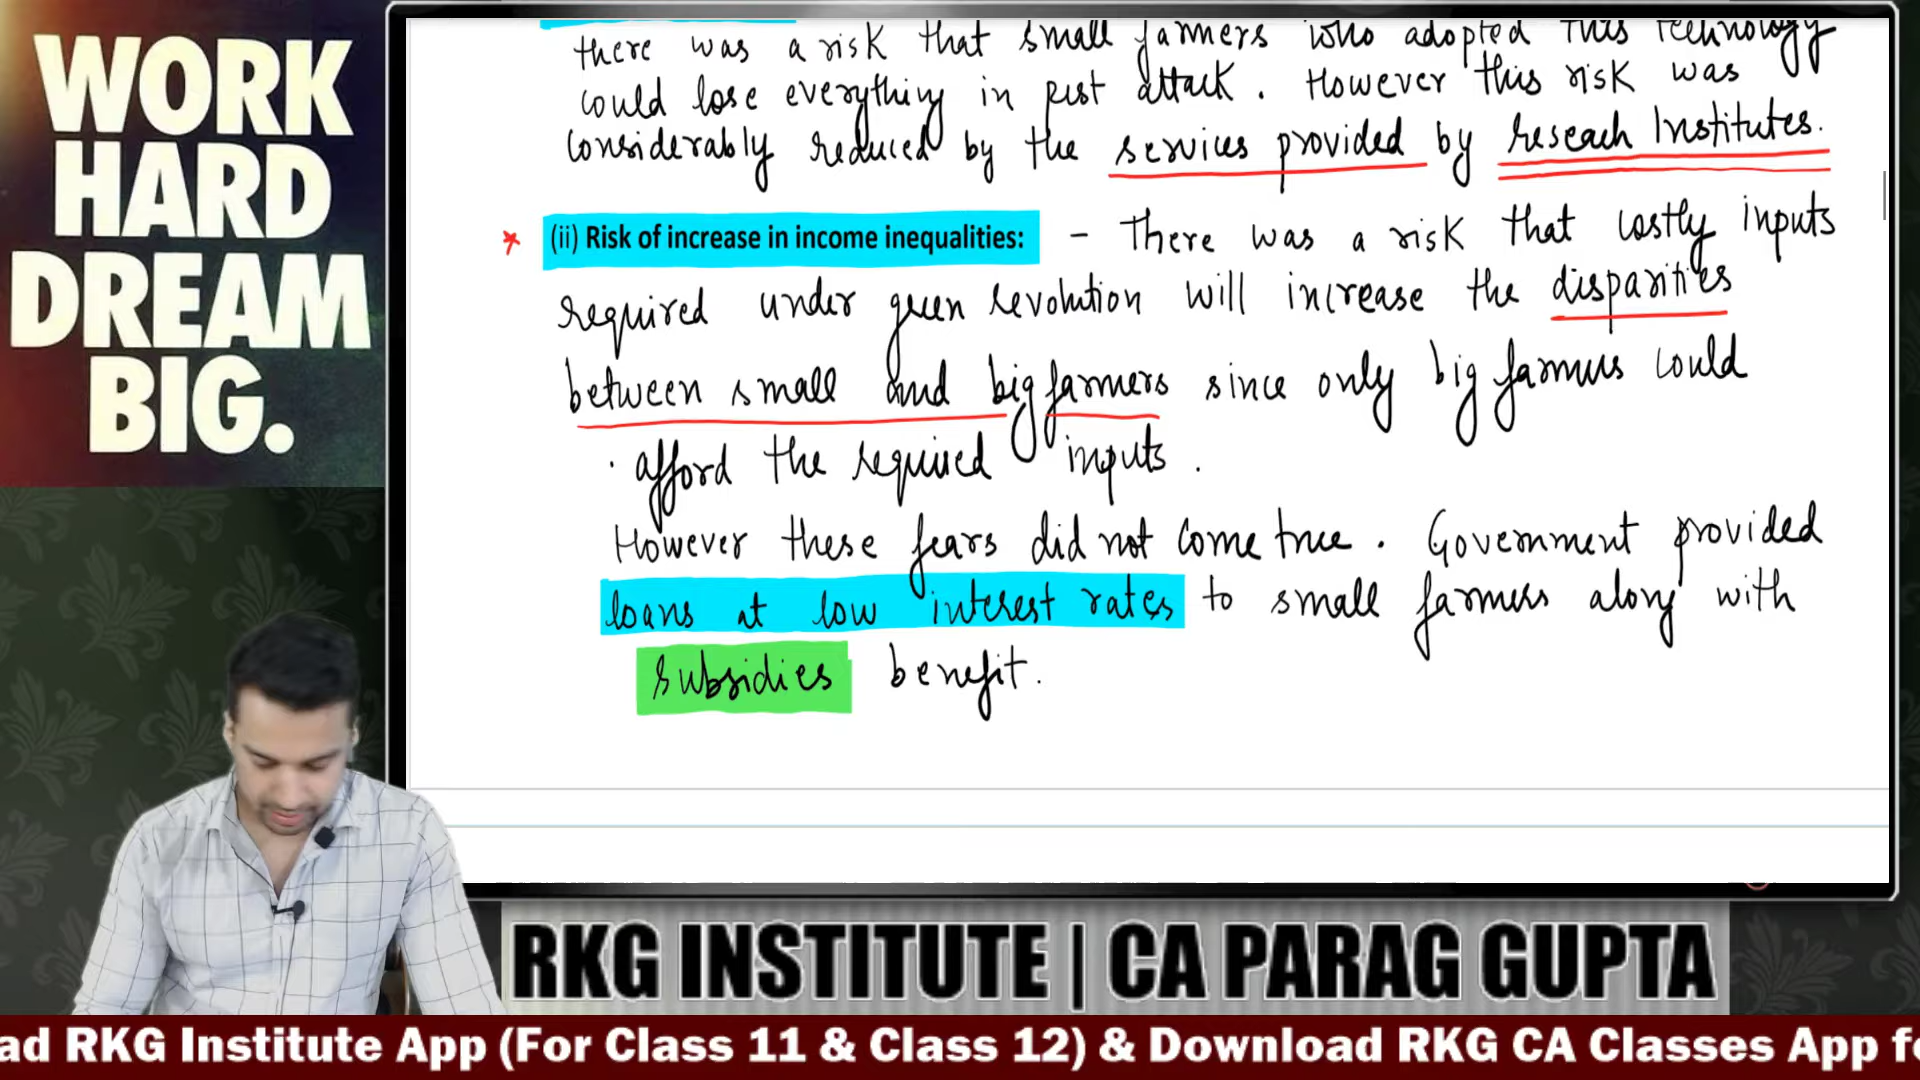 WORK
HARD
DREAM
BIG.
there was a risk that small farmers who adopted this technology
could lose everything in pest attack. However this risk was
considerably reduced by the services provided by reseach Institutes.
* (ii) Risk of increase in income inequalities: - There was a risk that costly inputs
required under green revolution will increase the disparities
between small and big farmers since only big farmers could
afford the required inputs.
However these fears did not come true. Government provided
loans at low interest rates to small farmers along with
subsidies benefit.
RKG INSTITUTE | CA PARAG GUPTA
ad RKG Institute App (For Class 11 & Class 12) & Download RKG CA Classes App fo